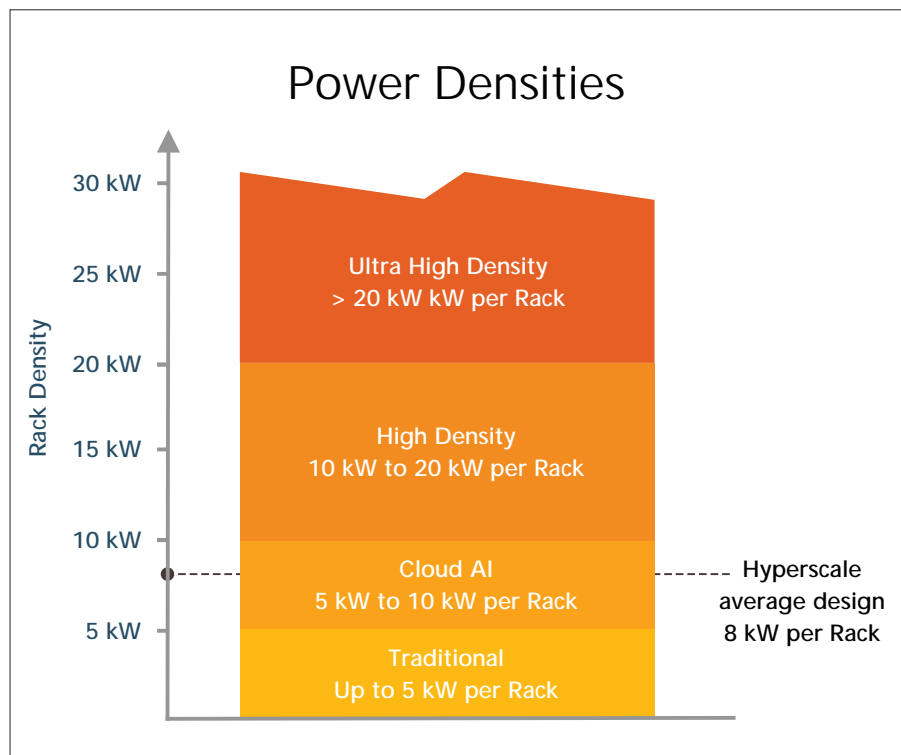 Power Densities
Rack Density
30 kW
25 kW
20 kW
15 kW
10 kW
5 kW
Ultra High Density
> 20 kW kW per Rack
High Density
10 kW to 20 kW per Rack
Cloud AI
5 kW to 10 kW per Rack
Traditional
Up to 5 kW per Rack
Hyperscale
average design
8 kW per Rack